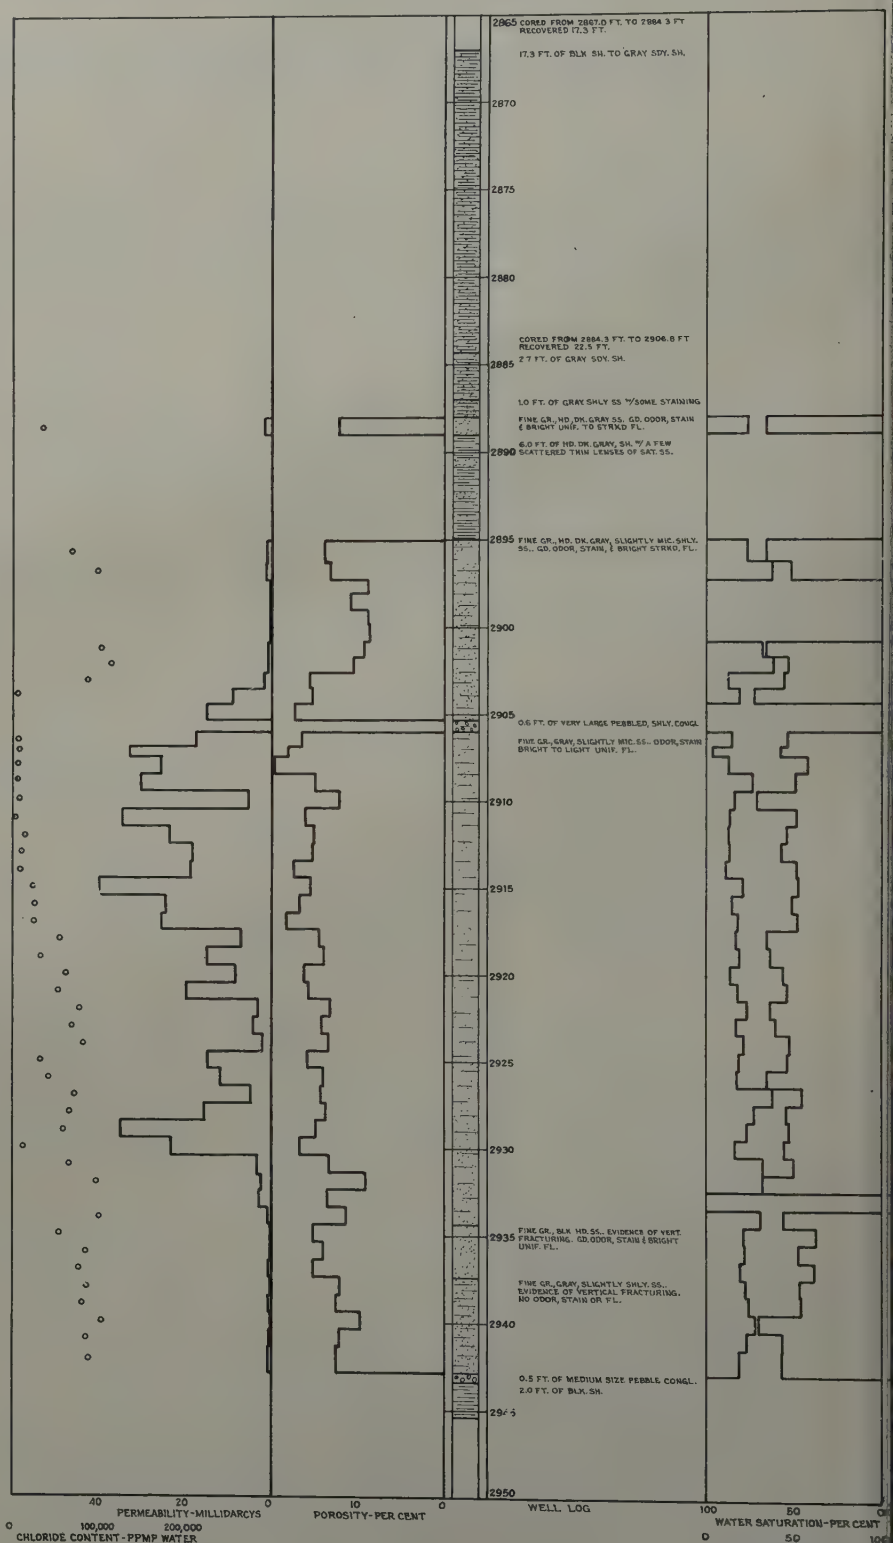 2865 CORED FROM 2867.0 FT. TO 2884.3 FT
RECOVERED 17.3 FT.
17.3 FT. OF BLK SH. TO GRAY SDY. SH.
2870
2875
2880
CORED FROM 2884.3 FT. TO 2906.8 FT
RECOVERED 22.5 FT.
2885 2.7 FT. OF GRAY SDY. SH.
1.0 FT. OF GRAY SHLY SS W/SOME STAINING
FINE GR., HD, DK. GRAY SS. GD. ODOR, STAIN
& BRIGHT UNIF. TO STRKD FL.
6.0 FT. OF HD. DK. GRAY, SH. W/ A FEW
2890 SCATTERED THIN LENSES OF SAT. SS.
2895 FINE GR., HD. DK. GRAY, SLIGHTLY MIC. SHLY.
SS.. GD. ODOR, STAIN, & BRIGHT STRKD. FL.
2900
2905
0.6 FT. OF VERY LARGE PEBBLED, SHLY. CONGL
FINE GR., GRAY, SLIGHTLY MIC. SS.. ODOR, STAIN
BRIGHT TO LIGHT UNIF. FL..
2910
2915
2920
2925
2930
2935 FINE GR., BLK HD. SS.. EVIDENCE OF VERT.
FRACTURING. GD. ODOR, STAIN & BRIGHT
UNIF. FL.
FINE GR., GRAY, SLIGHTLY SHLY. SS..
EVIDENCE OF VERTICAL FRACTURING.
NO ODOR, STAIN OR FL.
2940
0.5 FT. OF MEDIUM SIZE PEBBLE CONGL.
2.0 FT. OF BLK. SH.
2945
2950
40 20 0 10 0 WELL LOG 100 50
PERMEABILITY-MILLIDARCYS POROSITY-PER CENT WATER SATURATION-PER CENT
0 100,000 200,000 0 50 100
CHLORIDE CONTENT-PPMP WATER